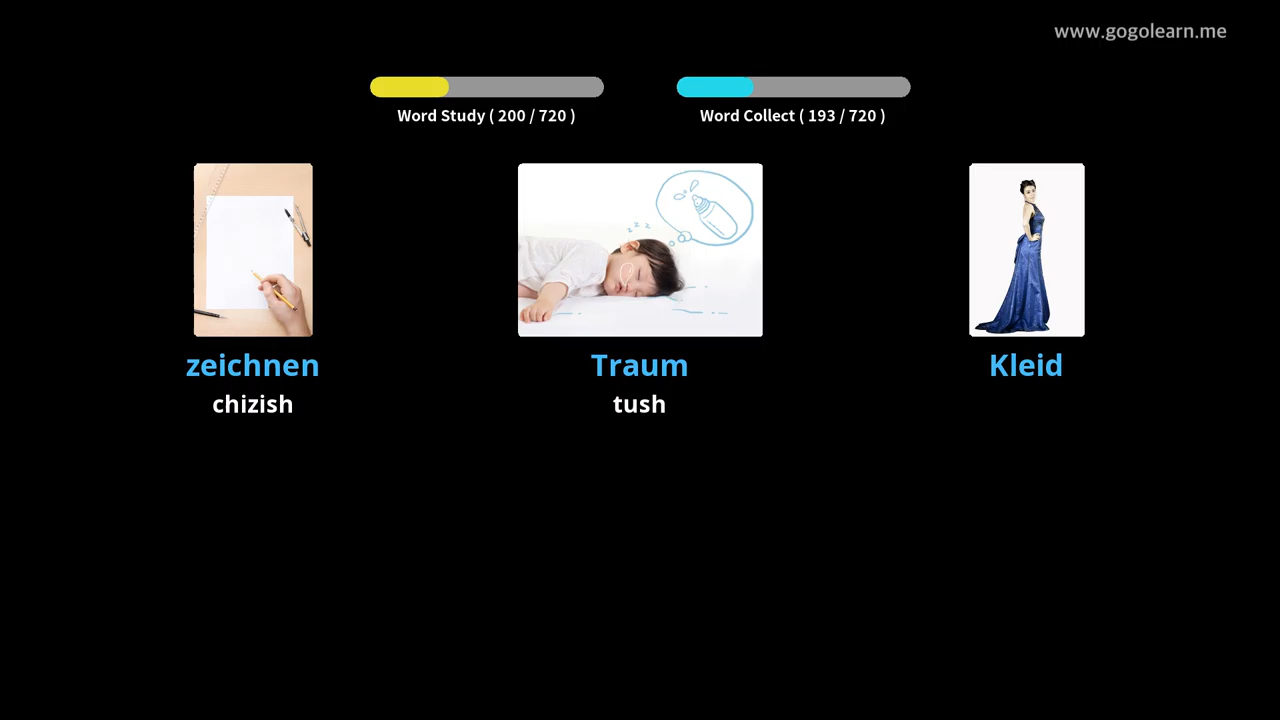 www.gogolearn.me
Word Study ( 200 / 720 )
Word Collect ( 193 / 720 )
zeichnen
Traum
Kleid
chizish
tush